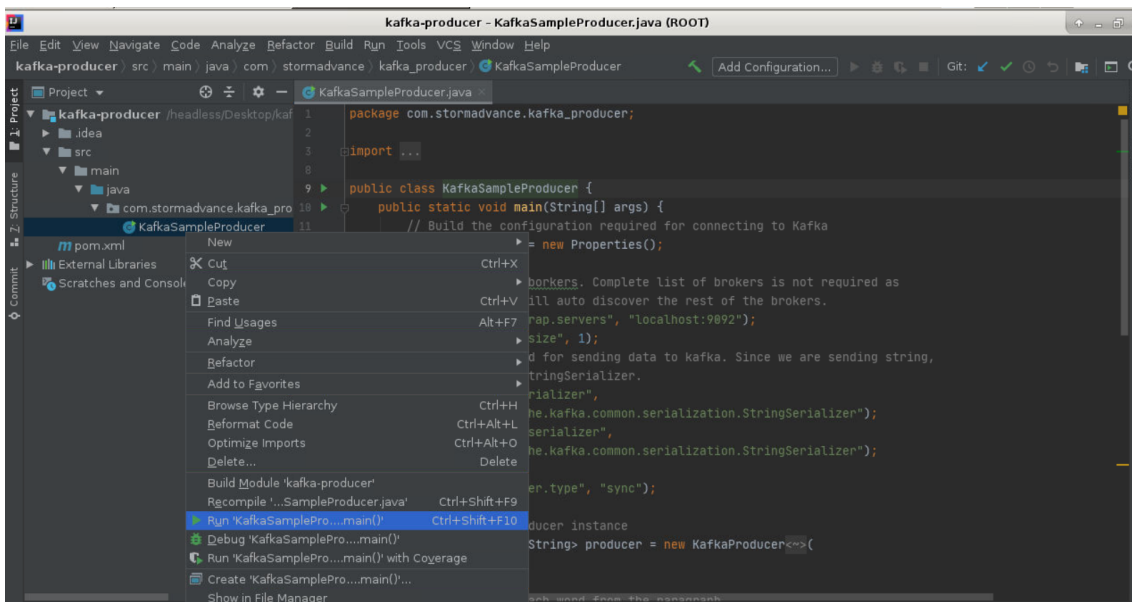 kafka-producer - KafkaSampleProducer.java (ROOT)
File Edit View Navigate Code Analyze Refactor Build Run Tools VCS Window Help
kafka-producer src main java com stormadvance kafka_producer KafkaSampleProducer Add Configuration... Git:
Project KafkaSampleProducer.java
1: Project
7: Structure
Commit
kafka-producer /headless/Desktop/kaf
.idea
src
main
java
com.stormadvance.kafka_pro
KafkaSampleProducer
pom.xml
External Libraries
Scratches and Consol
1 package com.stormadvance.kafka_producer;
2
3 import ...
8
9 public class KafkaSampleProducer {
10 public static void main(String[] args) {
11 // Build the configuration required for connecting to Kafka
= new Properties();
borkers. Complete list of brokers is not required as
ill auto discover the rest of the brokers.
rap.servers", "localhost:9892");
size", 1);
d for sending data to kafka. Since we are sending string,
tringSerializer.
rializer",
he.kafka.common.serialization.StringSerializer");
serializer",
he.kafka.common.serialization.StringSerializer");
er.type", "sync");
ducer instance
String> producer = new KafkaProducer<~>(
ach word from the paragraph
New
Cut Ctrl+X
Copy
Paste Ctrl+V
Find Usages Alt+F7
Analyze
Refactor
Add to Favorites
Browse Type Hierarchy Ctrl+H
Reformat Code Ctrl+Alt+L
Optimize Imports Ctrl+Alt+O
Delete... Delete
Build Module 'kafka-producer'
Recompile '...SampleProducer.java' Ctrl+Shift+F9
Run 'KafkaSamplePro....main()' Ctrl+Shift+F10
Debug 'KafkaSamplePro....main()'
Run 'KafkaSamplePro....main()' with Coverage
Create 'KafkaSamplePro....main()'...
Show in File Manager